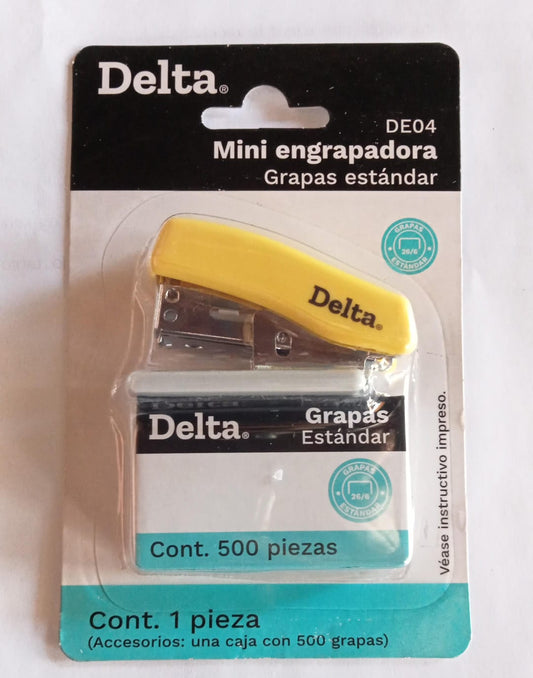 Delta®
DE04
Mini engrapadora
Grapas estándar
GRAPAS
26/6
ESTÁNDAR
Delta®
Delta®
Grapas
Estándar
GRAPAS
26/6
ESTÁNDAR
Cont. 500 piezas
Véase instructivo impreso.
Cont. 1 pieza
(Accesorios: una caja con 500 grapas)